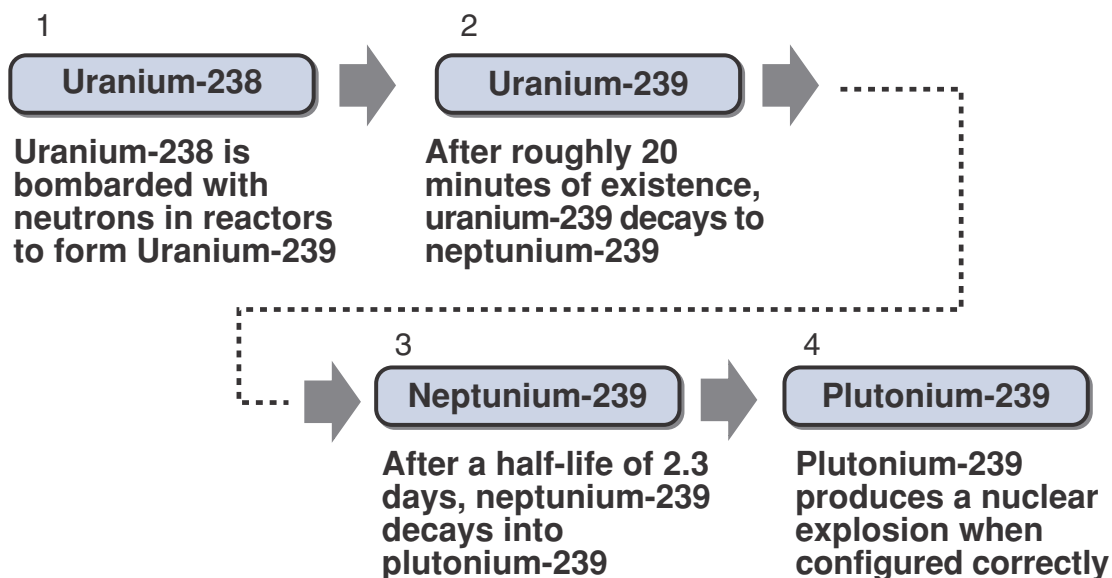 1
Uranium-238
Uranium-238 is
bombarded with
neutrons in reactors
to form Uranium-239
2
Uranium-239
After roughly 20
minutes of existence,
uranium-239 decays to
neptunium-239
3
Neptunium-239
After a half-life of 2.3
days, neptunium-239
decays into
plutonium-239
4
Plutonium-239
Plutonium-239
produces a nuclear
explosion when
configured correctly